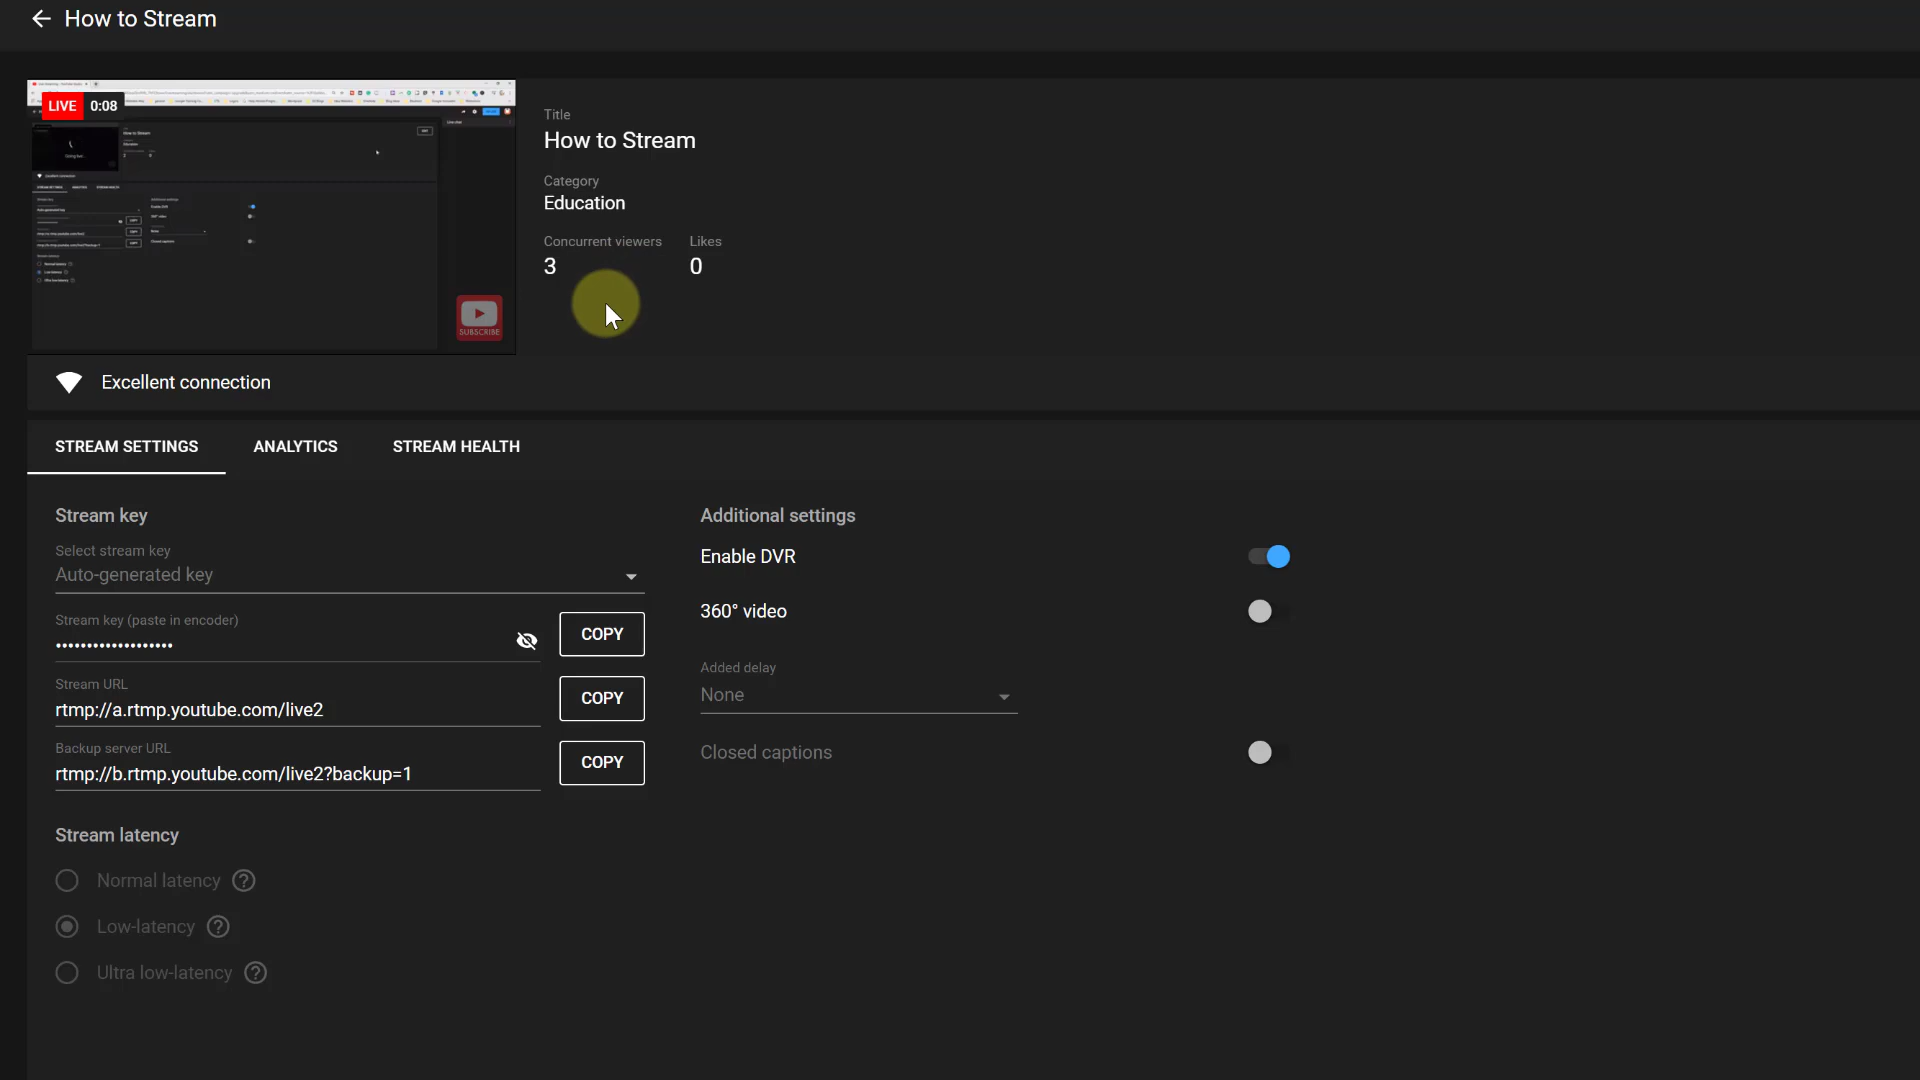 How to Stream
LIVE 0:08
SUBSCRIBE
Title
How to Stream
Category
Education
Concurrent viewers Likes
3 0
Excellent connection
STREAM SETTINGS ANALYTICS STREAM HEALTH
Stream key
Select stream key
Auto-generated key
Stream key (paste in encoder)
••••••••••••••••••• COPY
Stream URL
rtmp://a.rtmp.youtube.com/live2 COPY
Backup server URL
rtmp://b.rtmp.youtube.com/live2?backup=1 COPY
Stream latency
Normal latency ?
Low-latency ?
Ultra low-latency ?
Additional settings
Enable DVR
360° video
Added delay
None
Closed captions